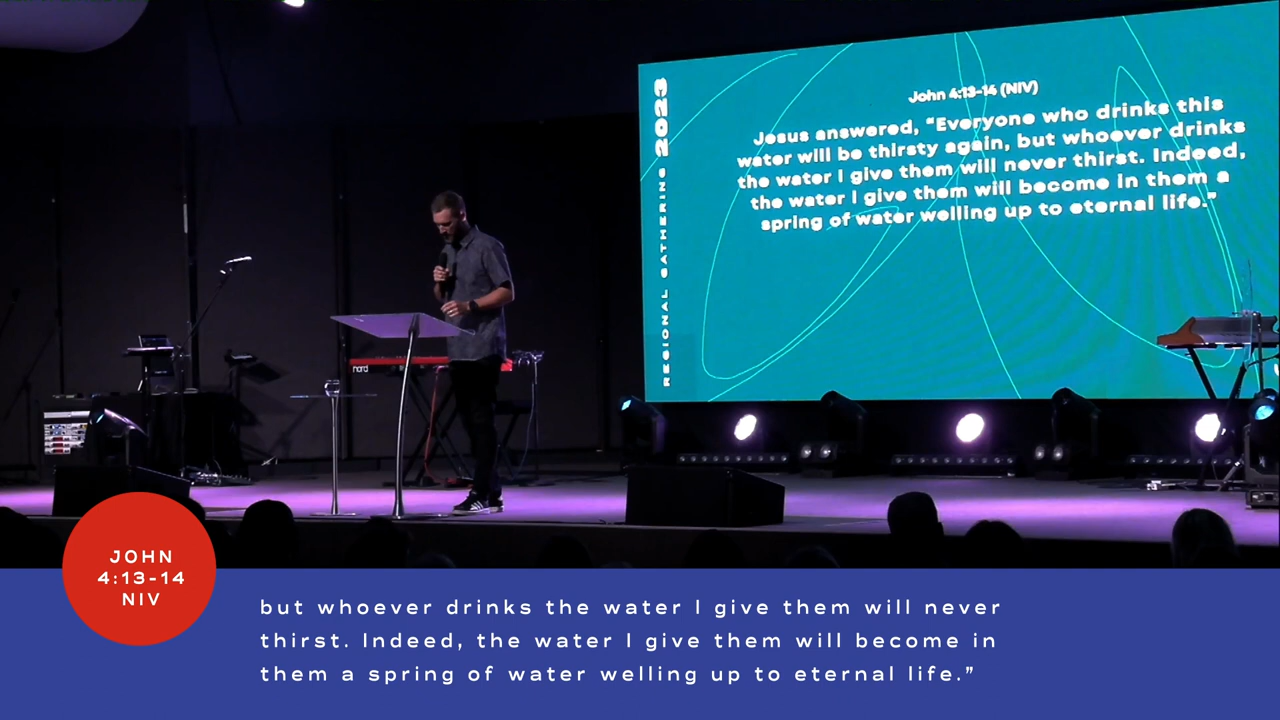 REGIONAL GATHERING 2023
John 4:13-14 (NIV)
Jesus answered, “Everyone who drinks this
water will be thirsty again, but whoever drinks
the water I give them will never thirst. Indeed,
the water I give them will become in them a
spring of water welling up to eternal life.”
nord
JOHN
4:13-14
NIV
but whoever drinks the water I give them will never
thirst. Indeed, the water I give them will become in
them a spring of water welling up to eternal life.”